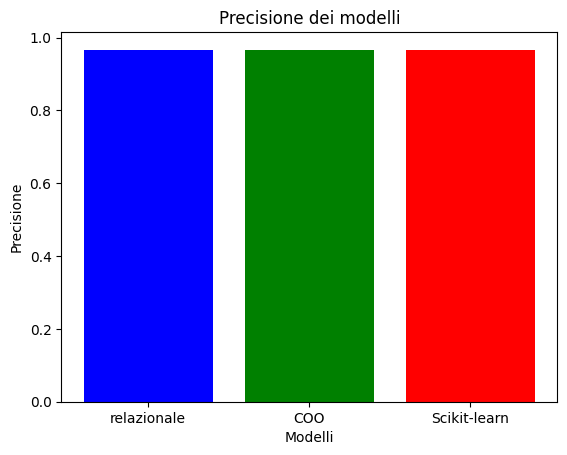 Precisione dei modelli
Precisione
1.0
0.8
0.6
0.4
0.2
0.0
relazionale COO Scikit-learn
Modelli